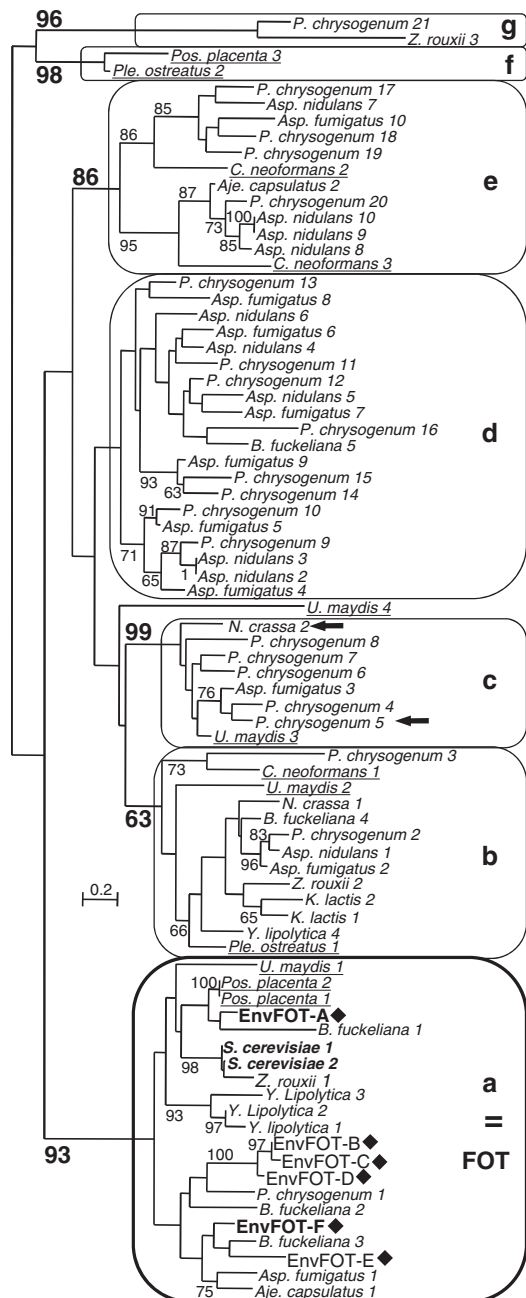 96
P. chrysogenum 21
g
Z. rouxii 3
98
Pos. placenta 3
f
Ple. ostreatus 2
P. chrysogenum 17
85
Asp. nidulans 7
Asp. fumigatus 10
86
P. chrysogenum 18
P. chrysogenum 19
86
C. neoformans 2
e
87
Aje. capsulatus 2
P. chrysogenum 20
73
100
Asp. nidulans 10
Asp. nidulans 9
95
85
Asp. nidulans 8
C. neoformans 3
P. chrysogenum 13
Asp. fumigatus 8
Asp. nidulans 6
Asp. fumigatus 6
Asp. nidulans 4
P. chrysogenum 11
P. chrysogenum 12
Asp. nidulans 5
Asp. fumigatus 7
d
P. chrysogenum 16
B. fuckeliana 5
Asp. fumigatus 9
93
P. chrysogenum 15
63
P. chrysogenum 14
91
P. chrysogenum 10
Asp. fumigatus 5
71
87
P. chrysogenum 9
Asp. nidulans 3
65
1
Asp. nidulans 2
Asp. fumigatus 4
U. maydis 4
99
N. crassa 2
P. chrysogenum 8
P. chrysogenum 7
P. chrysogenum 6
c
76
Asp. fumigatus 3
P. chrysogenum 4
P. chrysogenum 5
U. maydis 3
P. chrysogenum 3
73
C. neoformans 1
U. maydis 2
63
N. crassa 1
B. fuckeliana 4
83
P. chrysogenum 2
b
Asp. nidulans 1
96
Asp. fumigatus 2
Z. rouxii 2
0.2
K. lactis 2
65
K. lactis 1
66
Y. lipolytica 4
Ple. ostreatus 1
U. maydis 1
100
Pos. placenta 2
Pos. placenta 1
EnvFOT-A
B. fuckeliana 1
S. cerevisiae 1
98
S. cerevisiae 2
a
Z. rouxii 1
Y. Lipolytica 3
93
Y. Lipolytica 2
=
97
Y. lipolytica 1
93
97
EnvFOT-B
FOT
100
EnvFOT-C
EnvFOT-D
P. chrysogenum 1
B. fuckeliana 2
EnvFOT-F
B. fuckeliana 3
EnvFOT-E
Asp. fumigatus 1
75
Aje. capsulatus 1